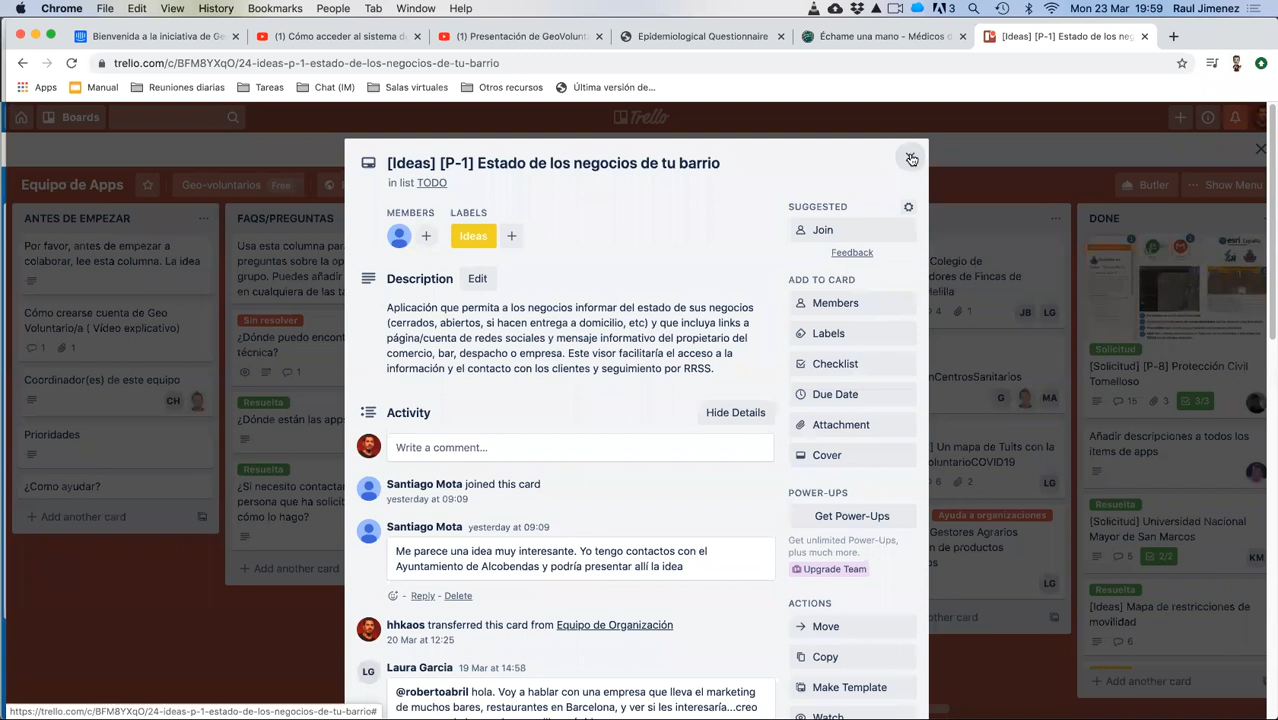 Chrome File Edit View History Bookmarks People Tab Window Help
3 Mon 23 Mar 19:59 Raul Jimenez
Bienvenida a la iniciativa de Ge
(1) Cómo acceder al sistema d
(1) Presentación de GeoVolunt
Epidemiological Questionnaire
Échame una mano - Médicos d
[Ideas] [P-1] Estado de los neg
trello.com/c/BFM8YXqO/24-ideas-p-1-estado-de-los-negocios-de-tu-barrio
Apps Manual Reuniones diarias Tareas Chat (IM) Salas virtuales Otros recursos Última versión de...
Boards
Trello
Equipo de Apps
Geo-voluntarios Free
Butler
... Show Menu
ANTES DE EMPEZAR
Por favor, antes de empezar a
colaborar, lee esta columna. La idea
Cómo crearse cuenta de Geo
Voluntario/a ( Vídeo explicativo)
1 1
Coordinador(es) de este equipo
CH
Prioridades
¿Como ayudar?
+ Add another card
FAQS/PREGUNTAS
Usa esta columna para
opere
grupo. Puedes añadir
en cualquiera de las ta
Sin resolver
¿Dónde puedo encont
técnica?
1
Resuelta
¿Dónde están las apps
Resuelta
¿Si necesito contactar
persona que ha solicit
cómo lo hago?
+ Add another card
[Ideas] [P-1] Estado de los negocios de tu barrio
in list TODO
MEMBERS
LABELS
Ideas
Description Edit
Aplicación que permita a los negocios informar del estado de sus negocios
(cerrados, abiertos, si hacen entrega a domicilio, etc) y que incluya links a
página/cuenta de redes sociales y mensaje informativo del propietario del
comercio, bar, despacho o empresa. Este visor facilitaría el acceso a la
información y el contacto con los clientes y seguimiento por RRSS.
Activity
Hide Details
Write a comment...
Santiago Mota joined this card
yesterday at 09:09
Santiago Mota yesterday at 09:09
Me parece una idea muy interesante. Yo tengo contactos con el
Ayuntamiento de Alcobendas y podría presentar allí la idea
- Reply - Delete
hhkaos transferred this card from Equipo de Organización
20 Mar at 12:25
LG
Laura Garcia 19 Mar at 14:58
@robertoabril hola. Voy a hablar con una empresa que lleva el marketing
de muchos bares, restaurantes en Barcelona, y ver si les interesaría...creo
SUGGESTED
Join
Feedback
ADD TO CARD
Members
Labels
Checklist
Due Date
Attachment
Cover
POWER-UPS
Get Power-Ups
Get unlimited Power-Ups,
plus much more.
Upgrade Team
ACTIONS
Move
Copy
Make Template
Watch
Colegio de
dores de Fincas de
elilla
4 1
JB LG
nCentrosSanitarios
G MA
] Un mapa de Tuits con la
oluntarioCOVID19
6
LG
Ayuda a organizaciones
Gestores Agrarios
n de productos
LG
card
DONE
esri España
Solicitud
[Solicitud] [P-8] Protección Civil
Tomelloso
15 3 3/3
Añadir descripciones a todos los
items de apps
Resuelta
[Solicitud] Universidad Nacional
Mayor de San Marcos
5 2/2
KM
Resuelta
[Ideas] Mapa de restricciones de
movilidad
6
+ Add another card
https://trello.com/c/BFM8YXqO/24-ideas-p-1-estado-de-los-negocios-de-tu-barrio#